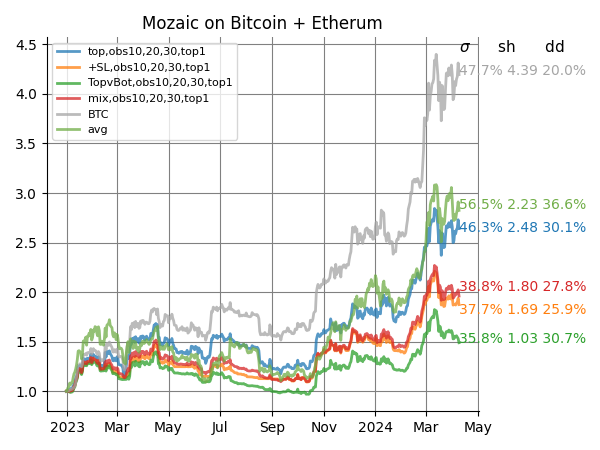 Mozaic on Bitcoin + Etherum
σ sh dd
top,obs10,20,30,top1
+SL,obs10,20,30,top1
TopvBot,obs10,20,30,top1
mix,obs10,20,30,top1
BTC
avg
47.7% 4.39 20.0%
56.5% 2.23 36.6%
46.3% 2.48 30.1%
38.8% 1.80 27.8%
37.7% 1.69 25.9%
35.8% 1.03 30.7%
4.5
4.0
3.5
3.0
2.5
2.0
1.5
1.0
2023 Mar May Jul Sep Nov 2024 Mar May